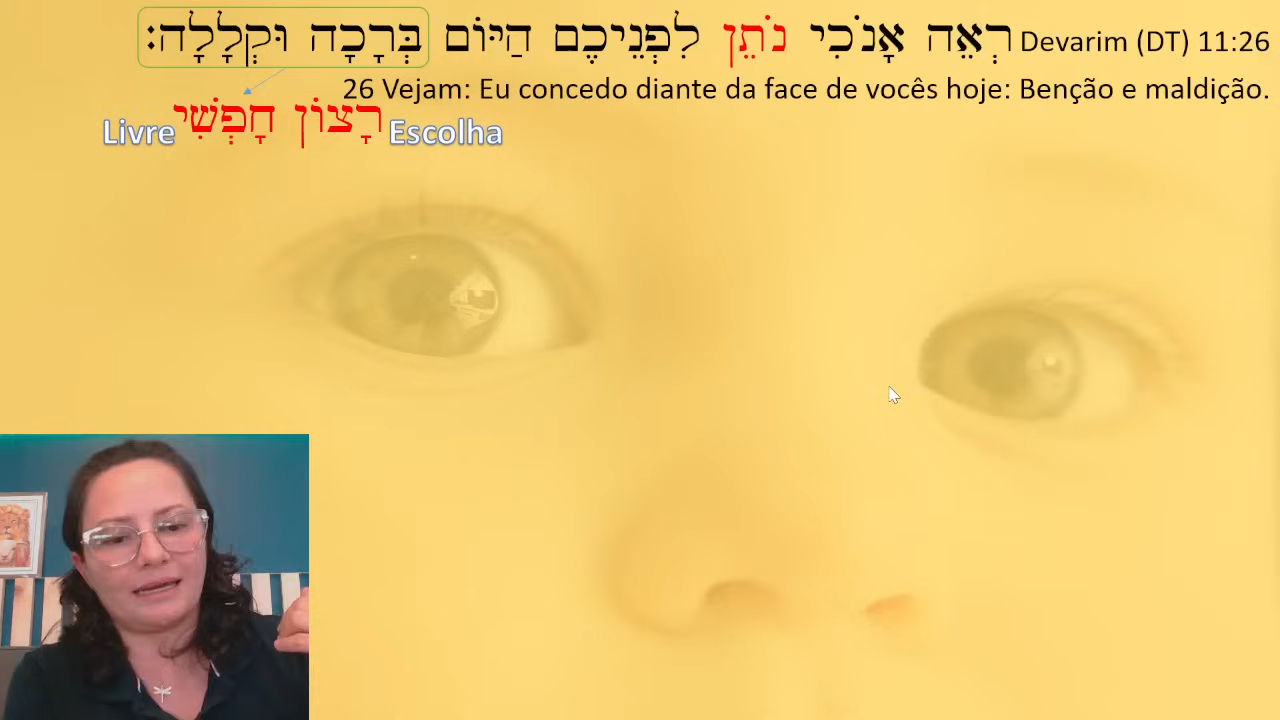 רְאֵה אָנֹכִי נֹתֵן לִפְנֵיכֶם הַיּוֹם בְּרָכָה וּקְלָלָה׃ Devarim (DT) 11:26
26 Vejam: Eu concedo diante da face de vocês hoje: Benção e maldição.
Livre רָצוֹן חָפְשִׁי Escolha